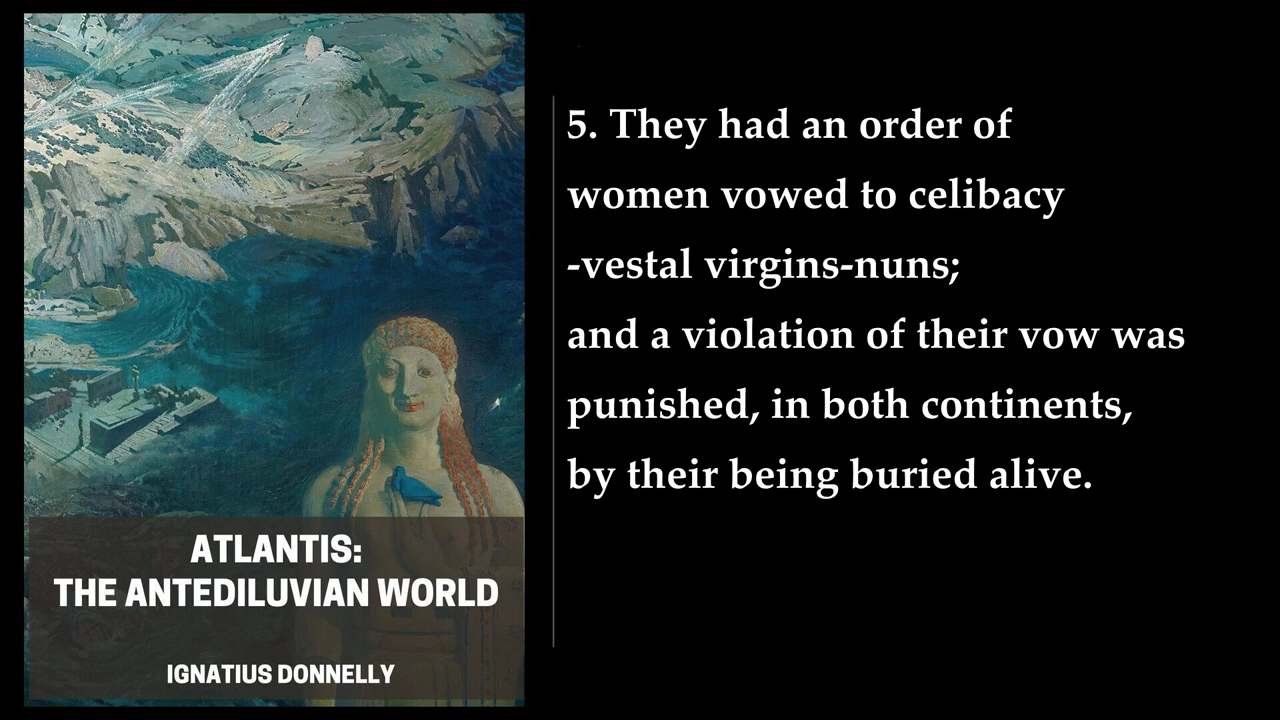 5. They had an order of
women vowed to celibacy
-vestal virgins-nuns;
and a violation of their vow was
punished, in both continents,
by their being buried alive.
ATLANTIS:
THE ANTEDILUVIAN WORLD
IGNATIUS DONNELLY